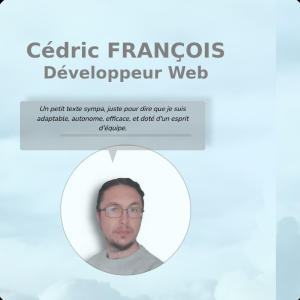 Cédric FRANÇOIS
Développeur Web
Un petit texte sympa, juste pour dire que je suis
adaptable, autonome, efficace, et doté d'un esprit
d'équipe.